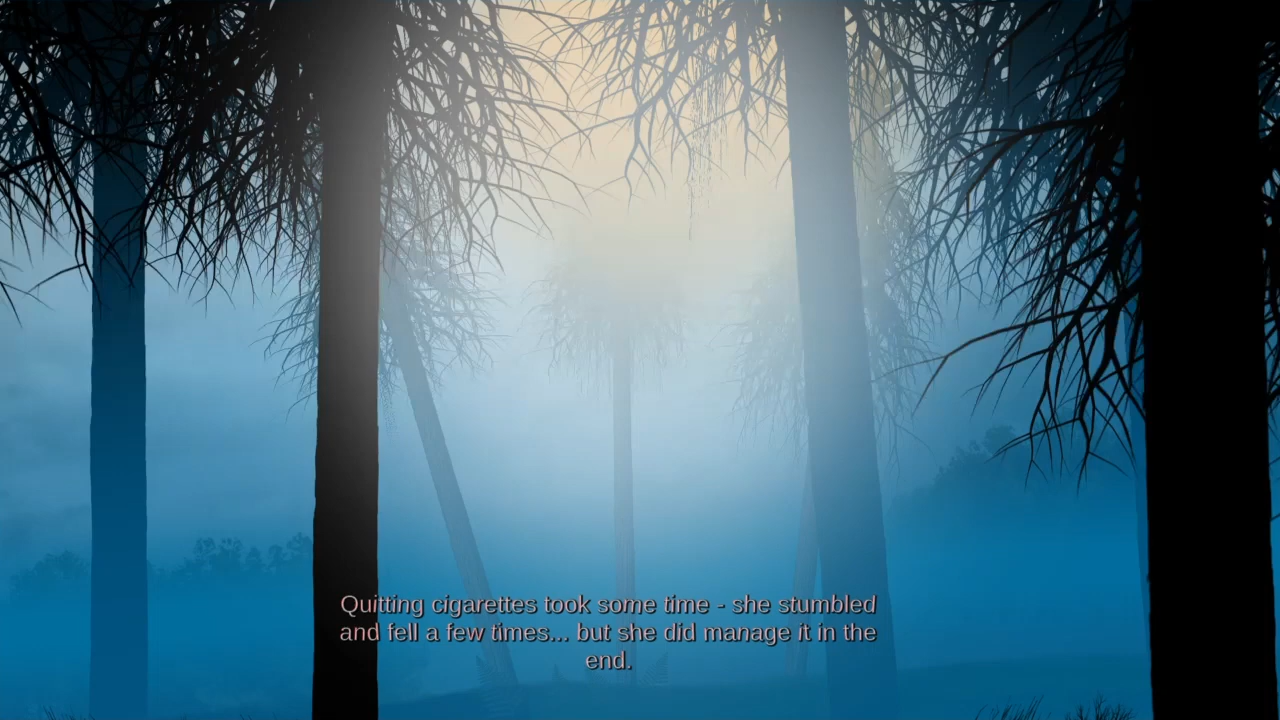 Quitting cigarettes took some time - she stumbled
and fell a few times... but she did manage it in the
end.